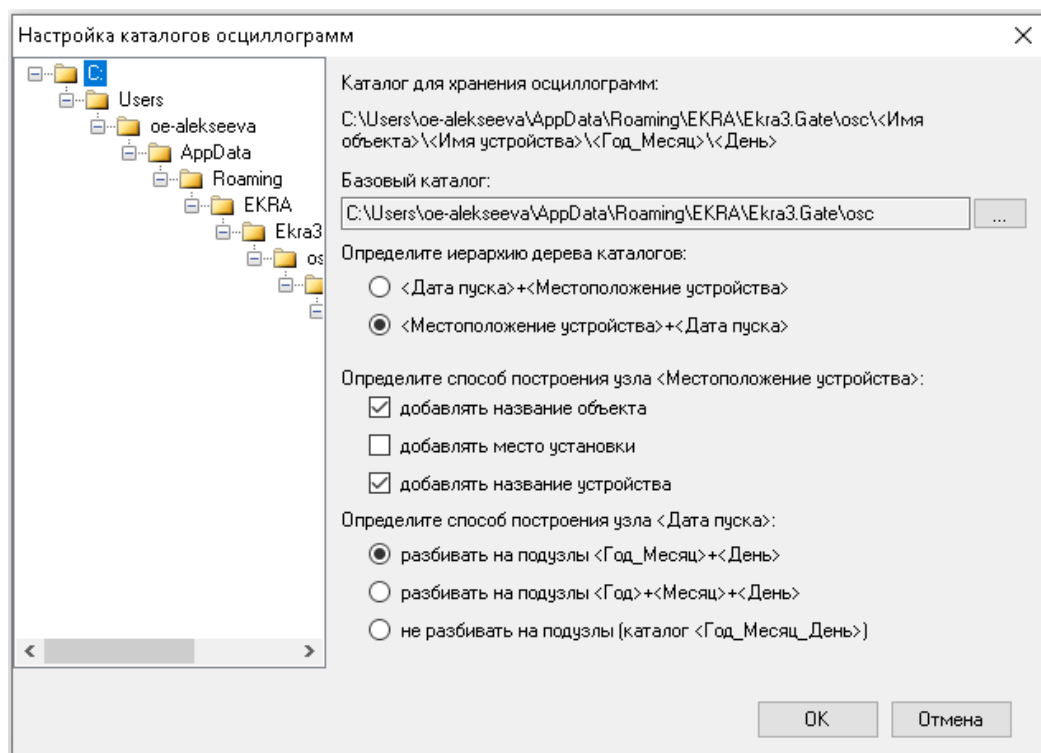 Настройка каталогов осциллограмм
C:
Users
oe-alekseeva
AppData
Roaming
EKRA
Ekra3
os
Каталог для хранения осциллограмм:
C:\Users\oe-alekseeva\AppData\Roaming\EKRA\Ekra3.Gate\osc\<Имя
объекта>\<Имя устройства>\<Год_Месяц>\<День>
Базовый каталог:
C:\Users\oe-alekseeva\AppData\Roaming\EKRA\Ekra3.Gate\osc
...
Определите иерархию дерева каталогов:
<Дата пуска>+<Местоположение устройства>
<Местоположение устройства>+<Дата пуска>
Определите способ построения узла <Местоположение устройства>:
добавлять название объекта
добавлять место установки
добавлять название устройства
Определите способ построения узла <Дата пуска>:
разбивать на подузлы <Год_Месяц>+<День>
разбивать на подузлы <Год>+<Месяц>+<День>
не разбивать на подузлы (каталог <Год_Месяц_День>)
OK
Отмена